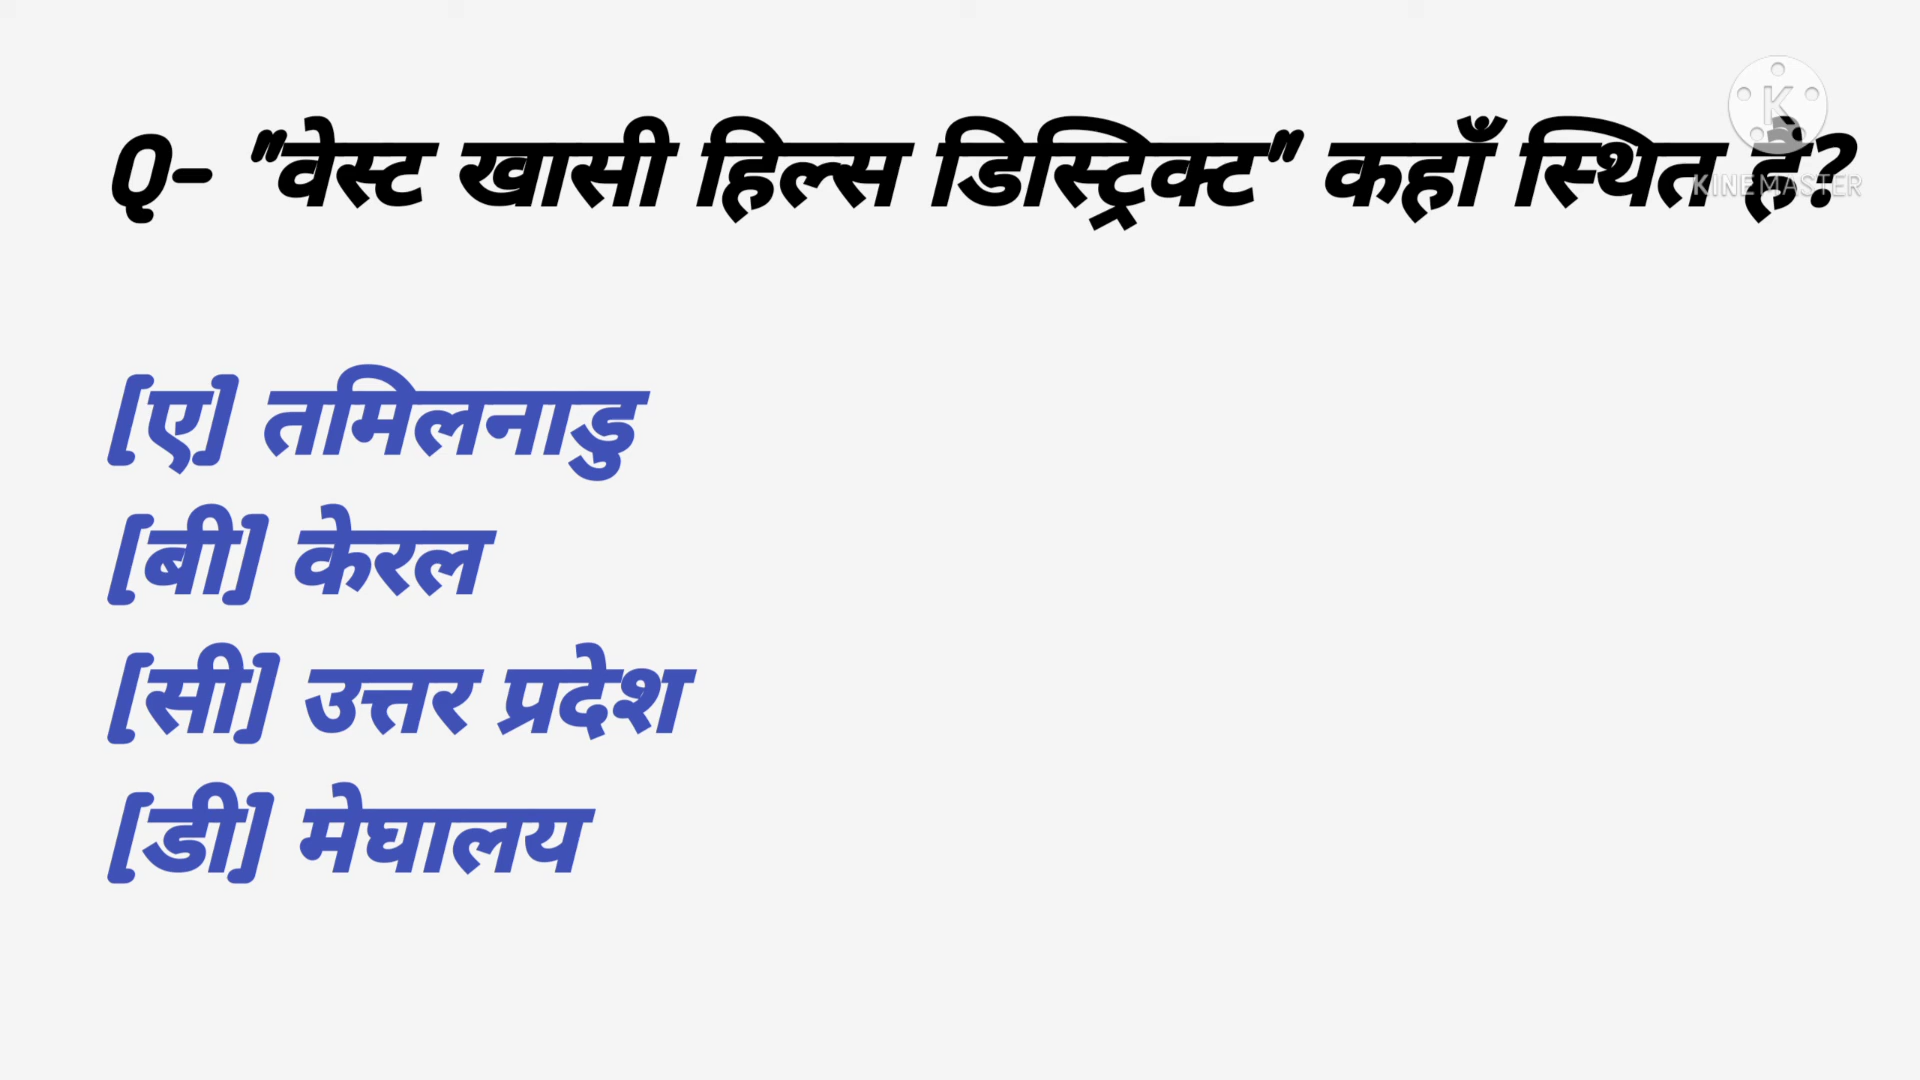 Q- "वेस्ट खासी हिल्स डिस्ट्रिक्ट" कहाँ स्थित है?
K
KINEMASTER
[ए] तमिलनाडु
[बी] केरल
[सी] उत्तर प्रदेश
[डी] मेघालय